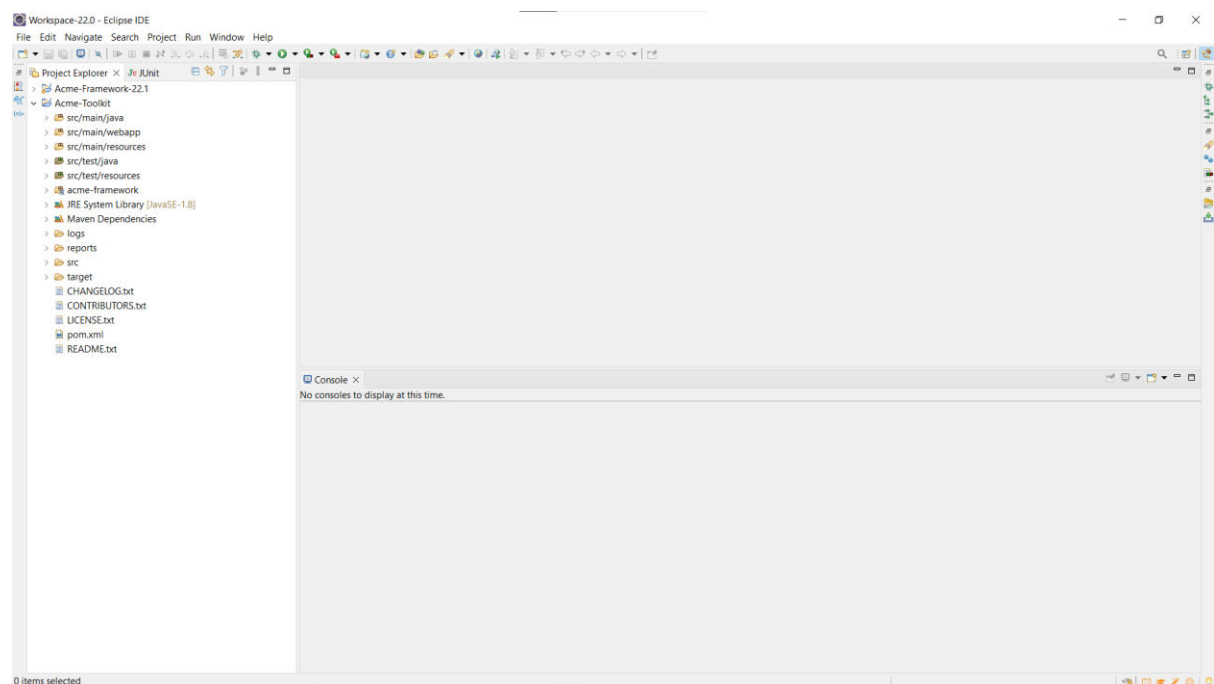 Workspace-22.0 - Eclipse IDE
File Edit Navigate Search Project Run Window Help
Project Explorer
JUnit
Acme-Framework-22.1
Acme-Toolkit
src/main/java
src/main/webapp
src/main/resources
src/test/java
src/test/resources
acme-framework
JRE System Library [JavaSE-1.8]
Maven Dependencies
logs
reports
src
target
CHANGELOG.txt
CONTRIBUTORS.txt
LICENSE.txt
pom.xml
README.txt
Console
No consoles to display at this time.
0 items selected